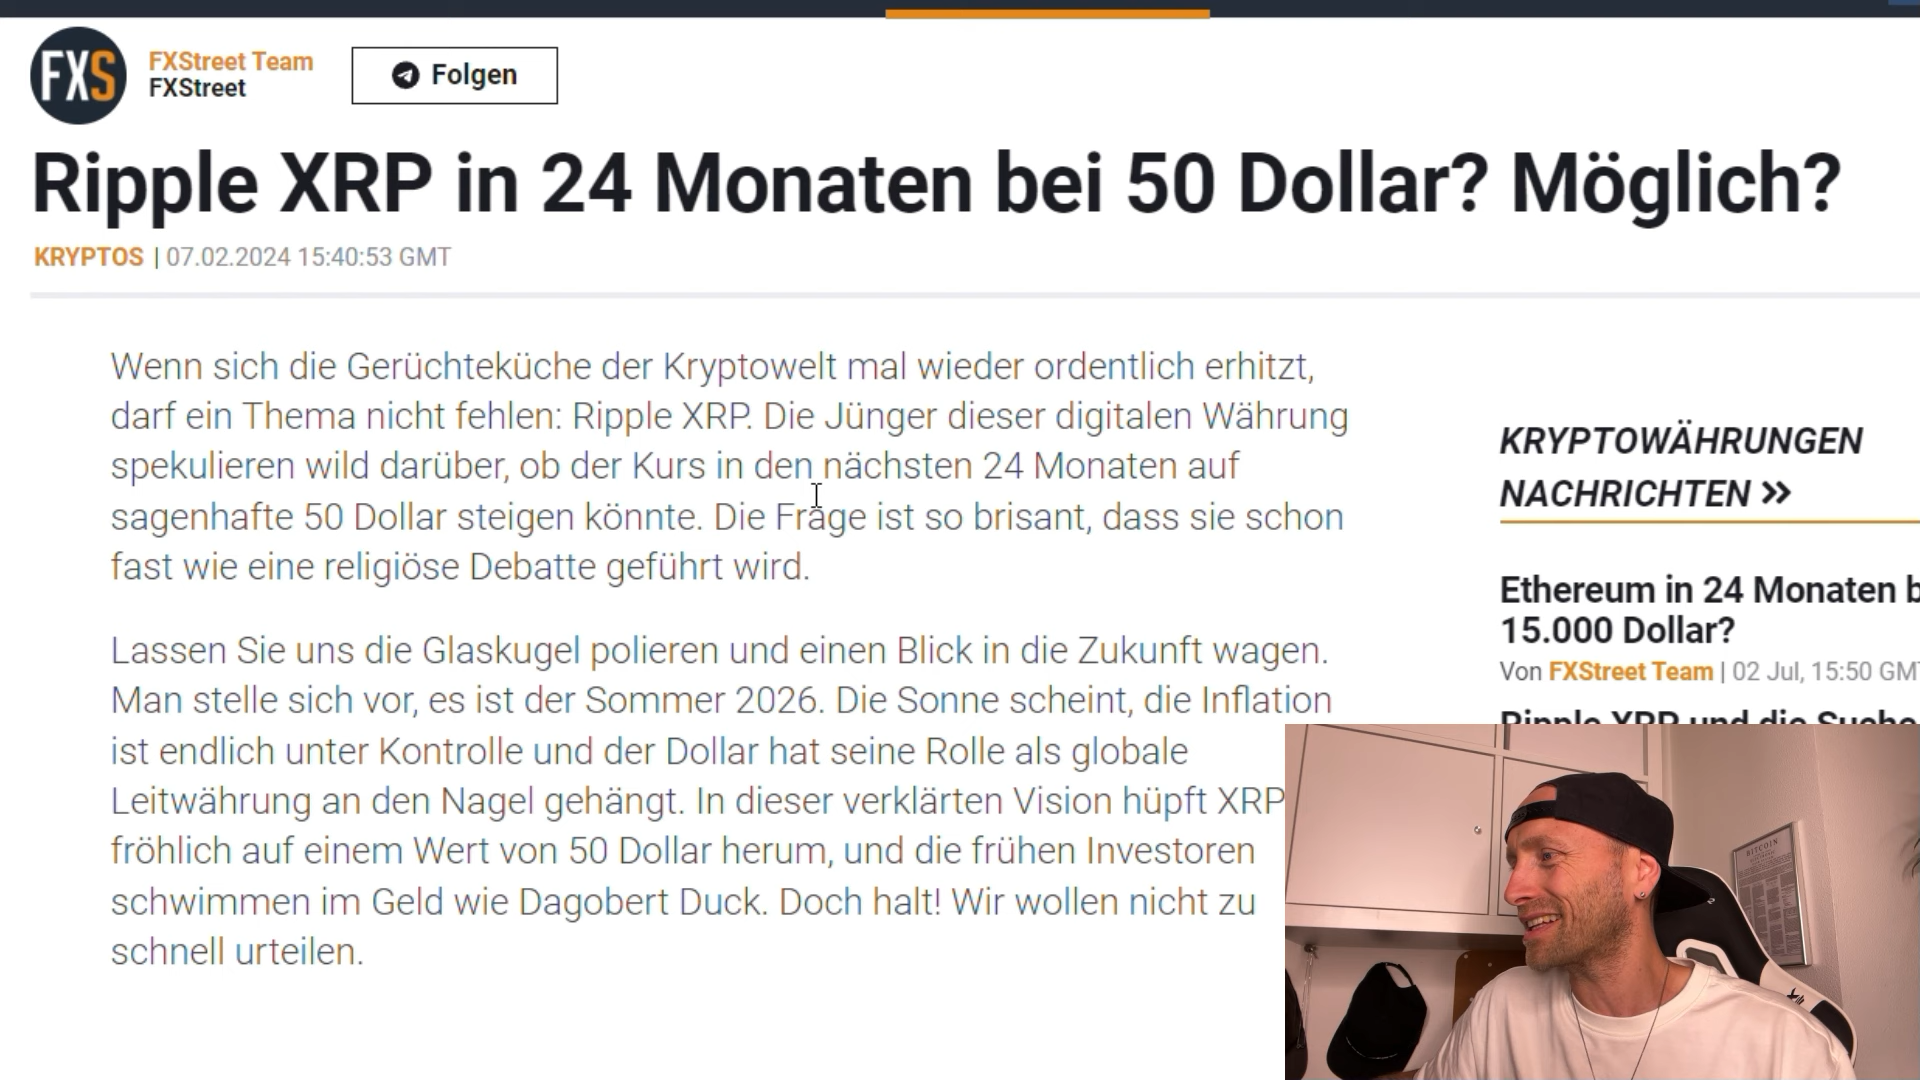 FXS
FXStreet Team
FXStreet
Folgen
Ripple XRP in 24 Monaten bei 50 Dollar? Möglich?
KRYPTOS | 07.02.2024 15:40:53 GMT
Wenn sich die Gerüchteküche der Kryptowelt mal wieder ordentlich erhitzt,
darf ein Thema nicht fehlen: Ripple XRP. Die Jünger dieser digitalen Währung
spekulieren wild darüber, ob der Kurs in den nächsten 24 Monaten auf
sagenhafte 50 Dollar steigen könnte. Die Frage ist so brisant, dass sie schon
fast wie eine religiöse Debatte geführt wird.
Lassen Sie uns die Glaskugel polieren und einen Blick in die Zukunft wagen.
Man stelle sich vor, es ist der Sommer 2026. Die Sonne scheint, die Inflation
ist endlich unter Kontrolle und der Dollar hat seine Rolle als globale
Leitwährung an den Nagel gehängt. In dieser verklärten Vision hüpft XRP
fröhlich auf einem Wert von 50 Dollar herum, und die frühen Investoren
schwimmen im Geld wie Dagobert Duck. Doch halt! Wir wollen nicht zu
schnell urteilen.
KRYPTOWÄHRUNGEN
NACHRICHTEN >>
Ethereum in 24 Monaten b
15.000 Dollar?
Von FXStreet Team | 02 Jul, 15:50 GMT
Ripple XRP und die Suche
BITCOIN